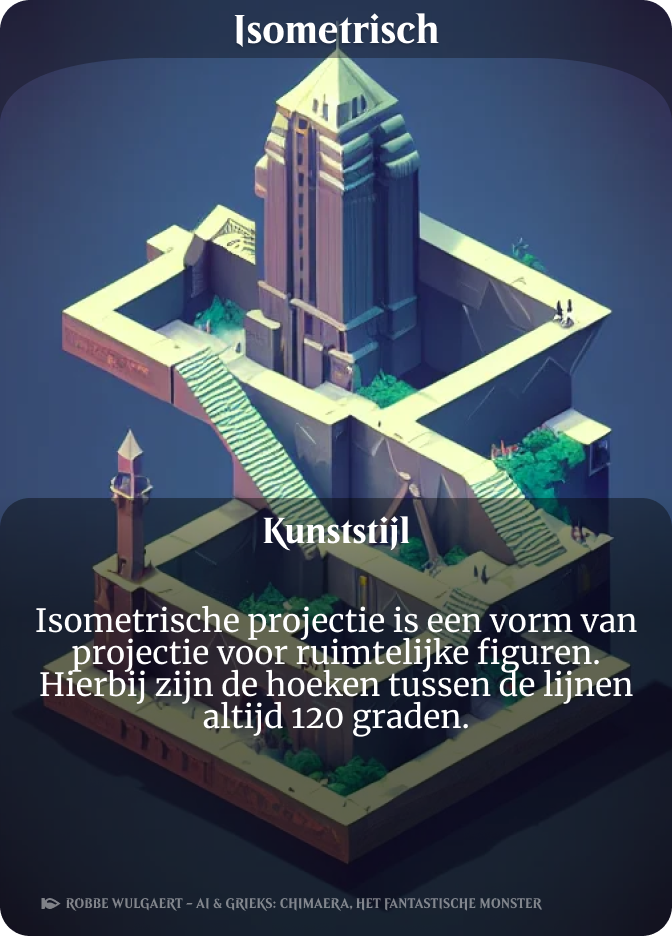 Isometrisch
Kunststijl
Isometrische projectie is een vorm van
projectie voor ruimtelijke figuren.
Hierbij zijn de hoeken tussen de lijnen
altijd 120 graden.
ROBBE WULGAERT – AI & GRIEKS: CHIMAERA, HET FANTASTISCHE MONSTER